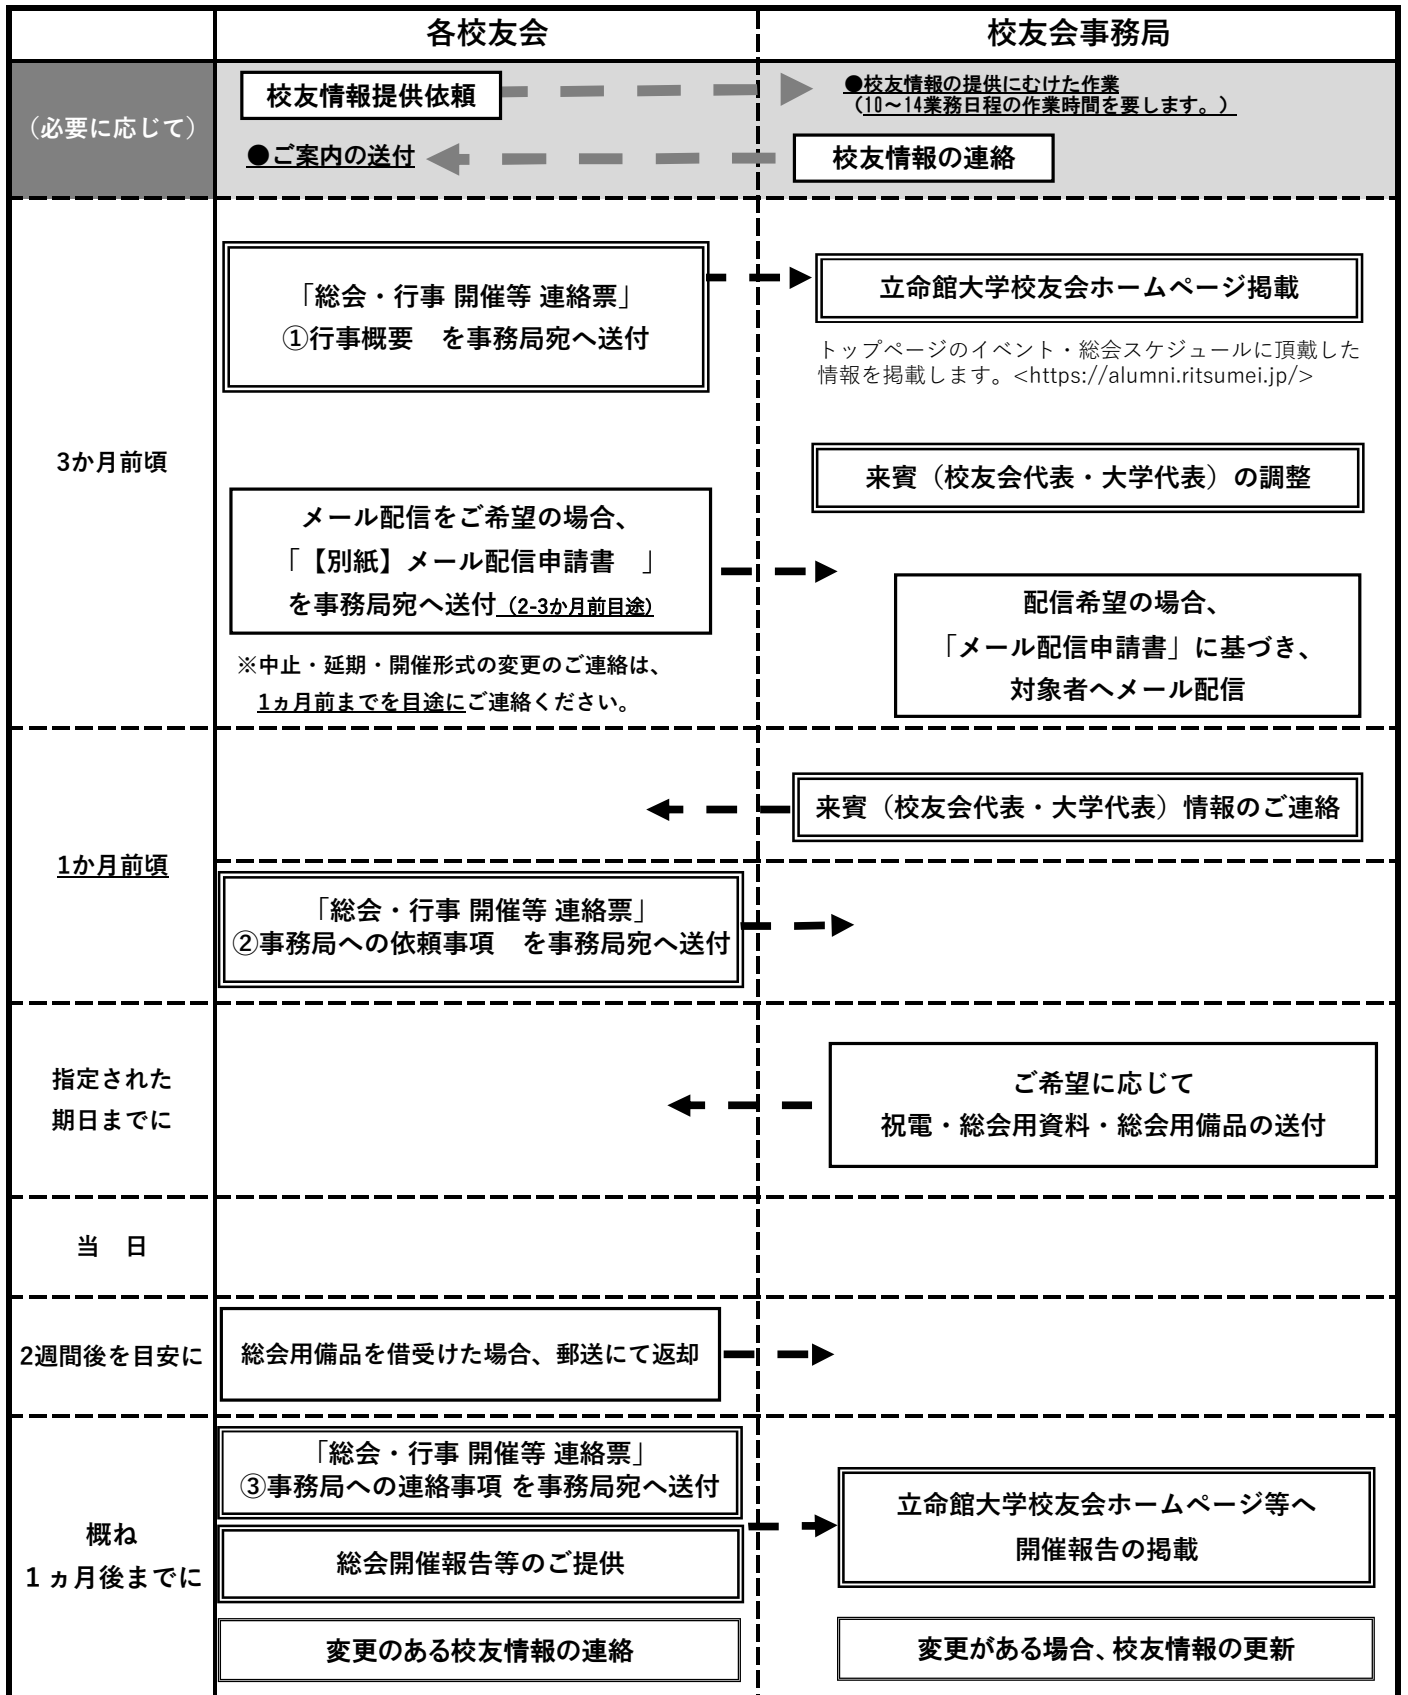 各校友会
校友会事務局
（必要に応じて）
校友情報提供依頼
●校友情報の提供にむけた作業
（10～14業務日程の作業時間を要します。）
●ご案内の送付
校友情報の連絡
3か月前頃
「総会・行事 開催等 連絡票」
①行事概要　を事務局宛へ送付
立命館大学校友会ホームページ掲載
トップページのイベント・総会スケジュールに頂戴した
情報を掲載します。<https://alumni.ritsumei.jp/>
来賓（校友会代表・大学代表）の調整
メール配信をご希望の場合、
「【別紙】メール配信申請書　」
を事務局宛へ送付（2-3か月前目途）
※中止・延期・開催形式の変更のご連絡は、
1ヵ月前までを目途にご連絡ください。
配信希望の場合、
「メール配信申請書」に基づき、
対象者へメール配信
1か月前頃
来賓（校友会代表・大学代表）情報のご連絡
「総会・行事 開催等 連絡票」
②事務局への依頼事項　を事務局宛へ送付
指定された
期日までに
ご希望に応じて
祝電・総会用資料・総会用備品の送付
当　日
2週間後を目安に
総会用備品を借受けた場合、郵送にて返却
概ね
1ヵ月後までに
「総会・行事 開催等 連絡票」
③事務局への連絡事項 を事務局宛へ送付
総会開催報告等のご提供
変更のある校友情報の連絡
立命館大学校友会ホームページ等へ
開催報告の掲載
変更がある場合、校友情報の更新